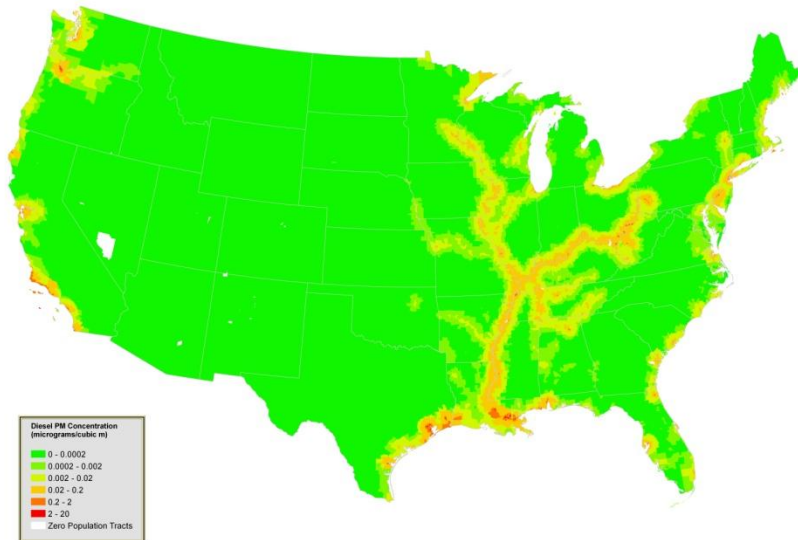 Diesel PM Concentration
(micrograms/cubic m)
0 - 0.0002
0.0002 - 0.002
0.002 - 0.02
0.02 - 0.2
0.2 - 2
2 - 20
Zero Population Tracts